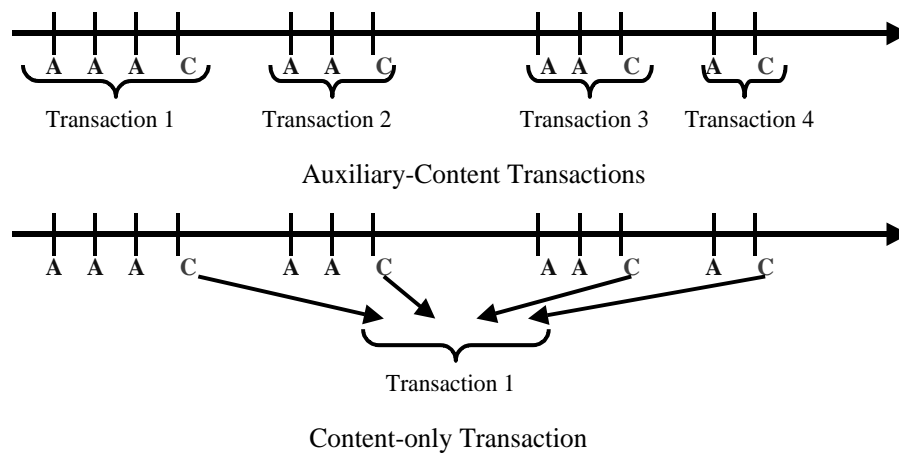 A A A C A A C A A C A C
Transaction 1 Transaction 2 Transaction 3 Transaction 4
Auxiliary-Content Transactions
A A A C A A C A A C A C
Transaction 1
Content-only Transaction